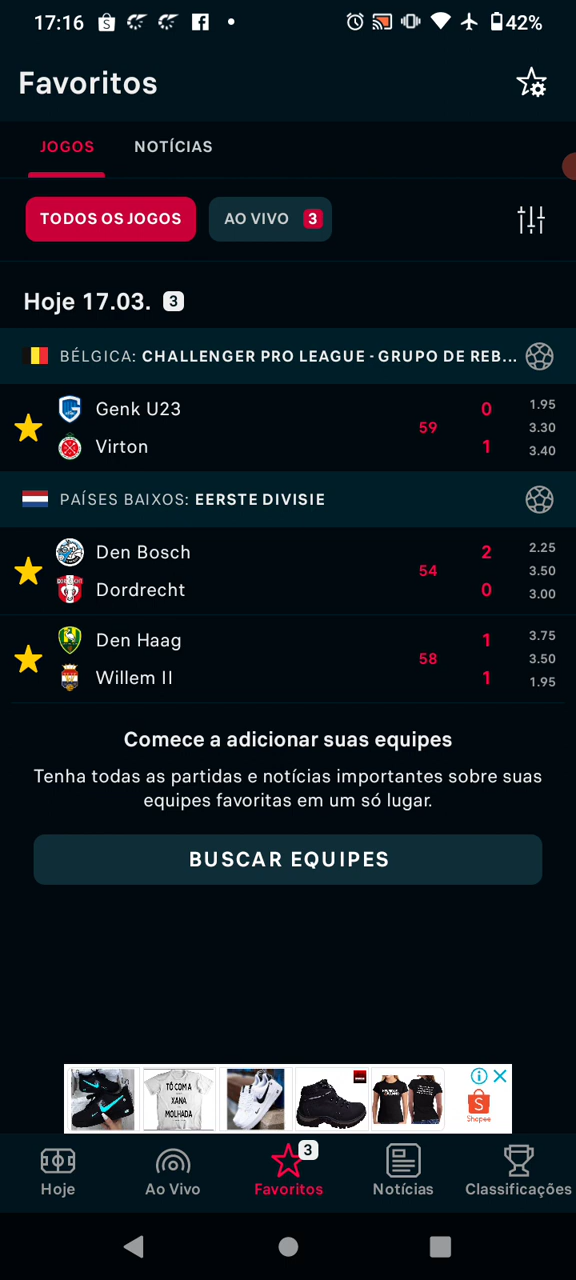 17:16
42%
Favoritos
JOGOS NOTÍCIAS
TODOS OS JOGOS AO VIVO 3
Hoje 17.03. 3
BÉLGICA: CHALLENGER PRO LEAGUE - GRUPO DE REB...
Genk U23 0 1.95
59 3.30
Virton 1 3.40
PAÍSES BAIXOS: EERSTE DIVISIE
Den Bosch 2 2.25
54 3.50
Dordrecht 0 3.00
Den Haag 1 3.75
58 3.50
Willem II 1 1.95
Comece a adicionar suas equipes
Tenha todas as partidas e notícias importantes sobre suas
equipes favoritas em um só lugar.
BUSCAR EQUIPES
TÔ COM A
XANA
MOLHADA
Shopee
3
Hoje Ao Vivo Favoritos Notícias Classificações